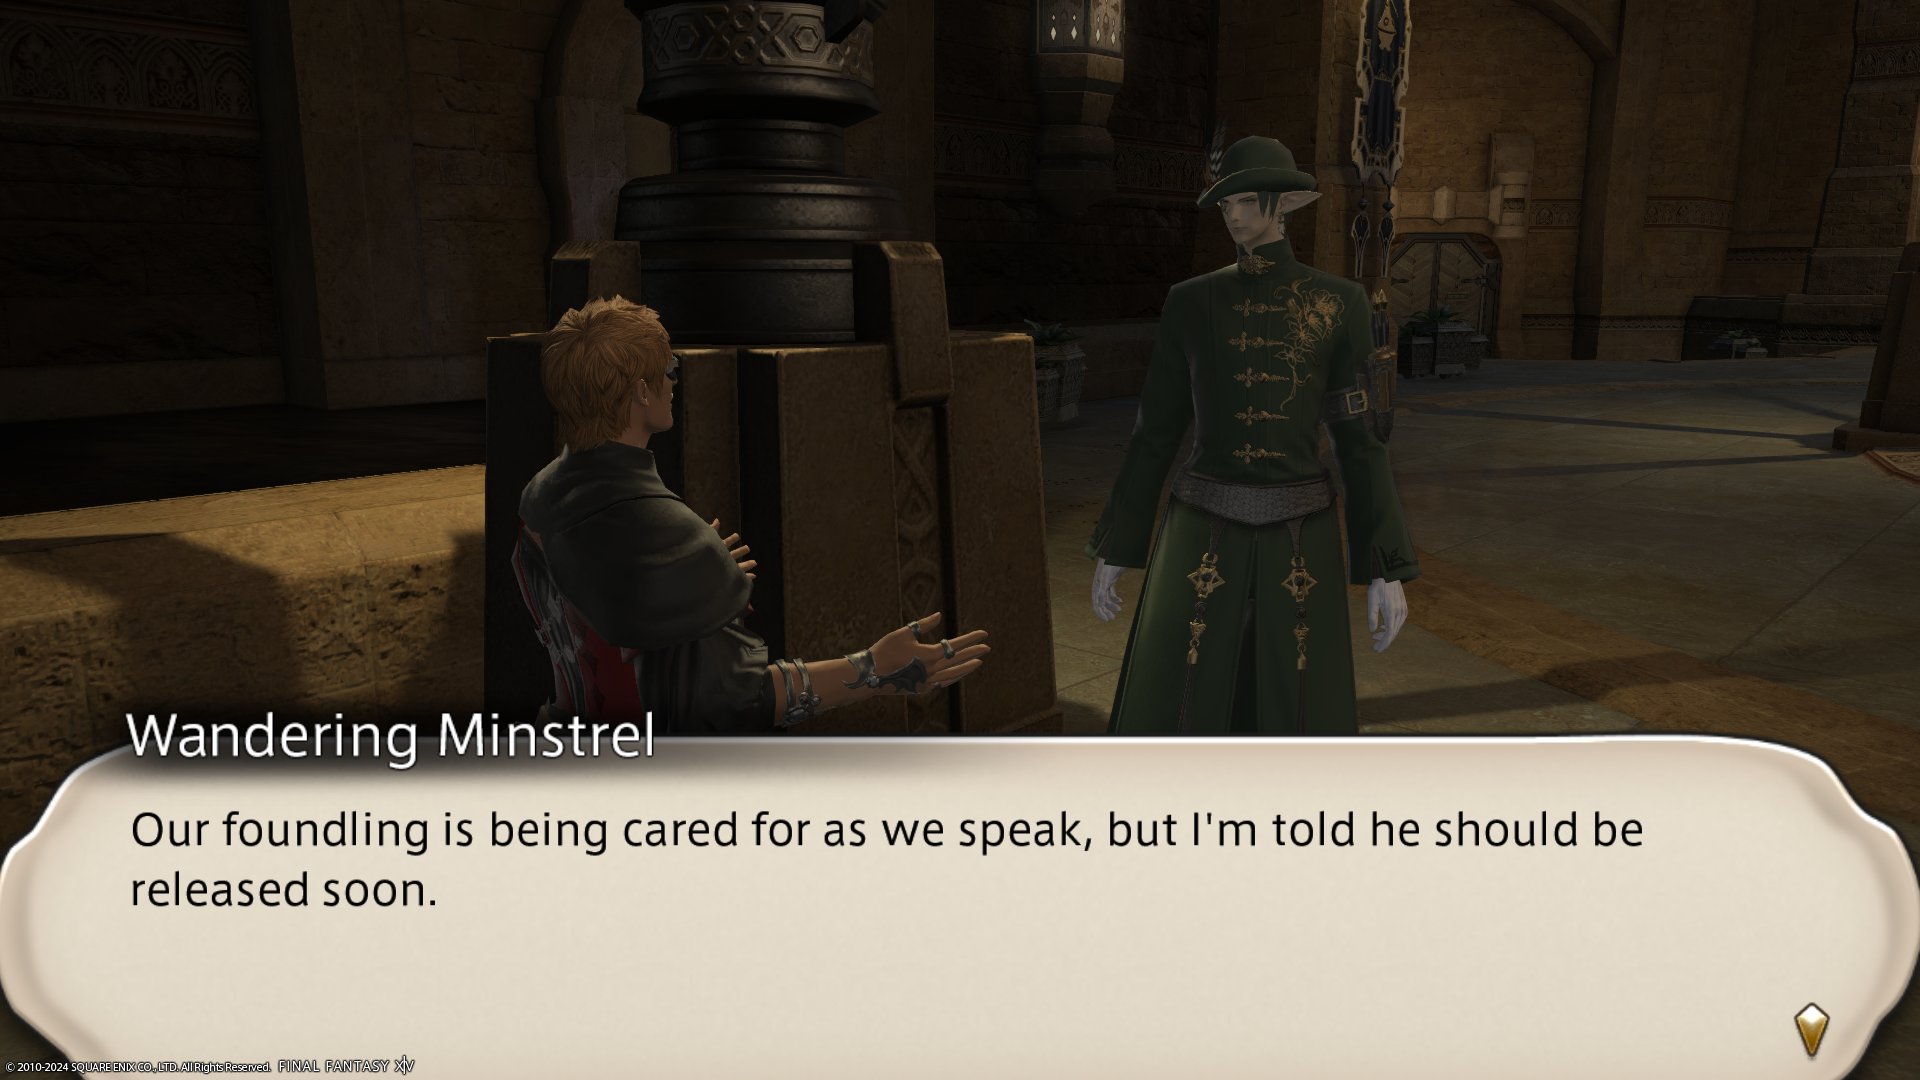 Wandering Minstrel
Our foundling is being cared for as we speak, but I'm told he should be
released soon.
© 2010-2024 SQUARE ENIX CO., LTD. All Rights Reserved. FINAL FANTASY XIV